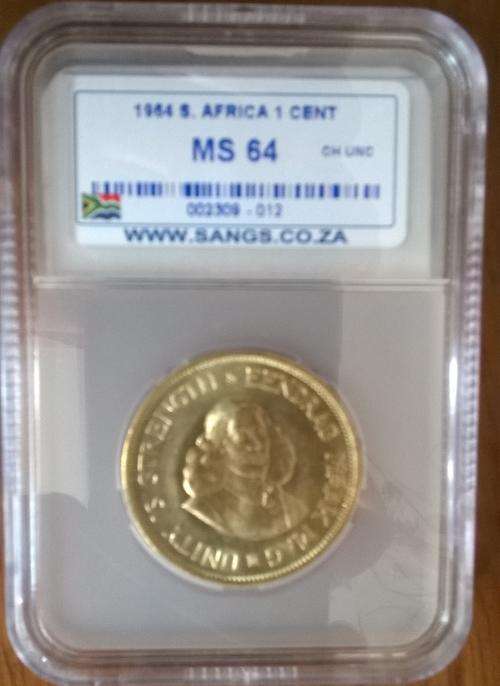 1964 S. AFRICA 1 CENT
MS 64 CH UNC
002309 - 012
WWW.SANGS.CO.ZA
UNITY IS STRENGTH ★ EENDRAG MAAK MAG ★